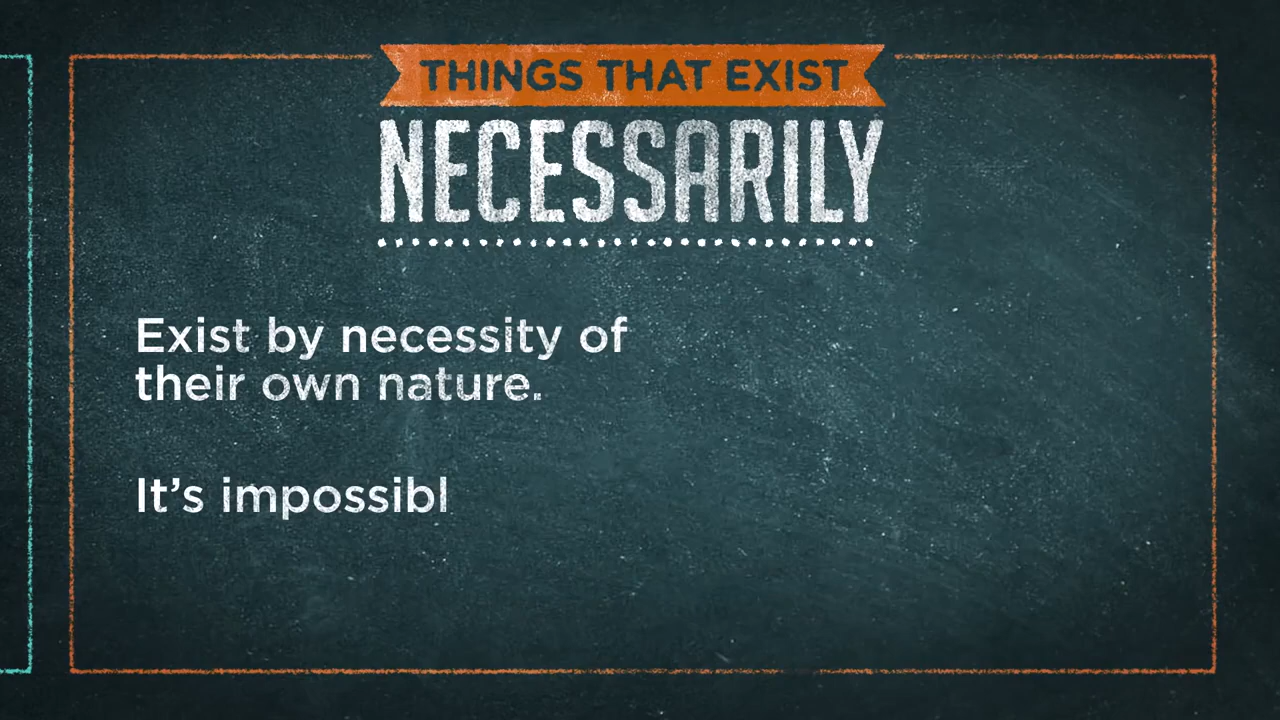 THINGS THAT EXIST
NECESSARILY
Exist by necessity of
their own nature.
It's impossibl